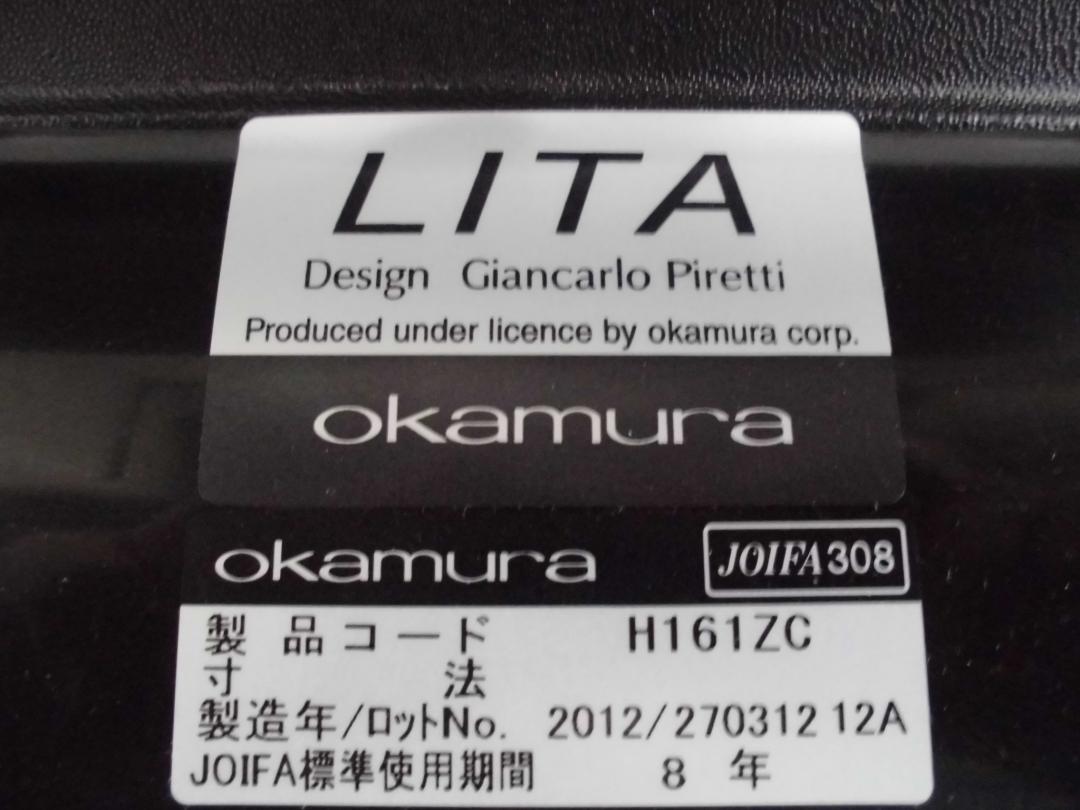 LITA
Design Giancarlo Piretti
Produced under licence by okamura corp.
okamura
okamura JOIFA308
製品コード H161ZC
寸法
製造年/ロットNo. 2012/270312 12A
JOIFA標準使用期間 8 年